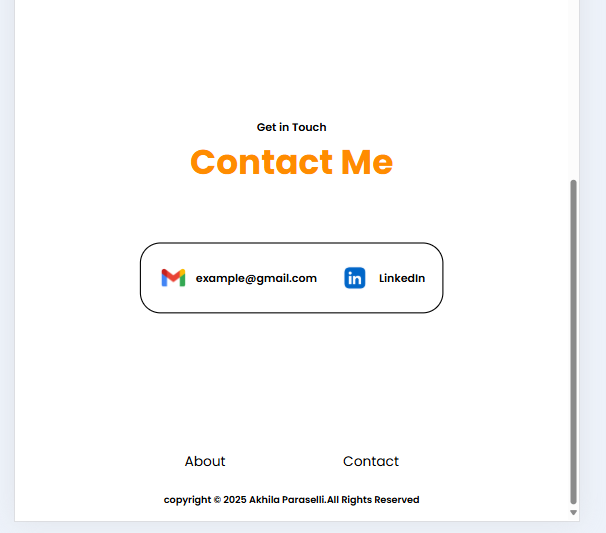 Get in Touch
Contact Me
example@gmail.com LinkedIn
About Contact
copyright © 2025 Akhila Paraselli.All Rights Reserved